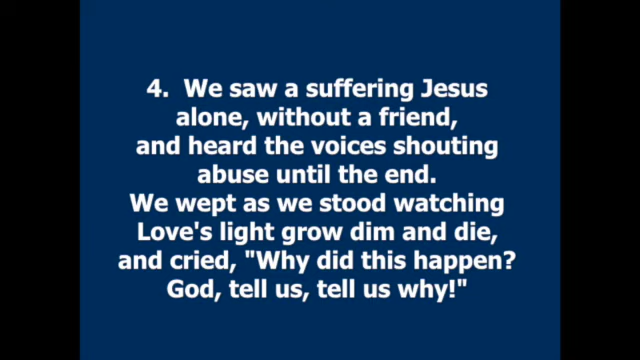 4.  We saw a suffering Jesus
alone, without a friend,
and heard the voices shouting
abuse until the end.
We wept as we stood watching
Love's light grow dim and die,
and cried, "Why did this happen?
God, tell us, tell us why!"